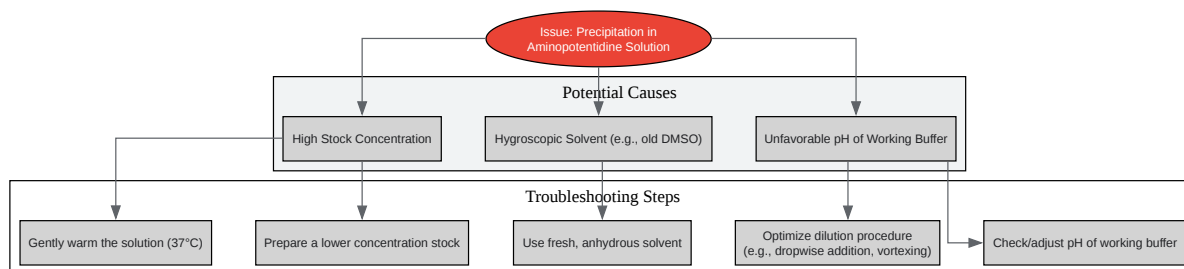 Issue: Precipitation in
Aminopotentidine Solution
Potential Causes
High Stock Concentration
Hygroscopic Solvent (e.g., old DMSO)
Unfavorable pH of Working Buffer
Troubleshooting Steps
Gently warm the solution (37°C)
Prepare a lower concentration stock
Use fresh, anhydrous solvent
Optimize dilution procedure
(e.g., dropwise addition, vortexing)
Check/adjust pH of working buffer